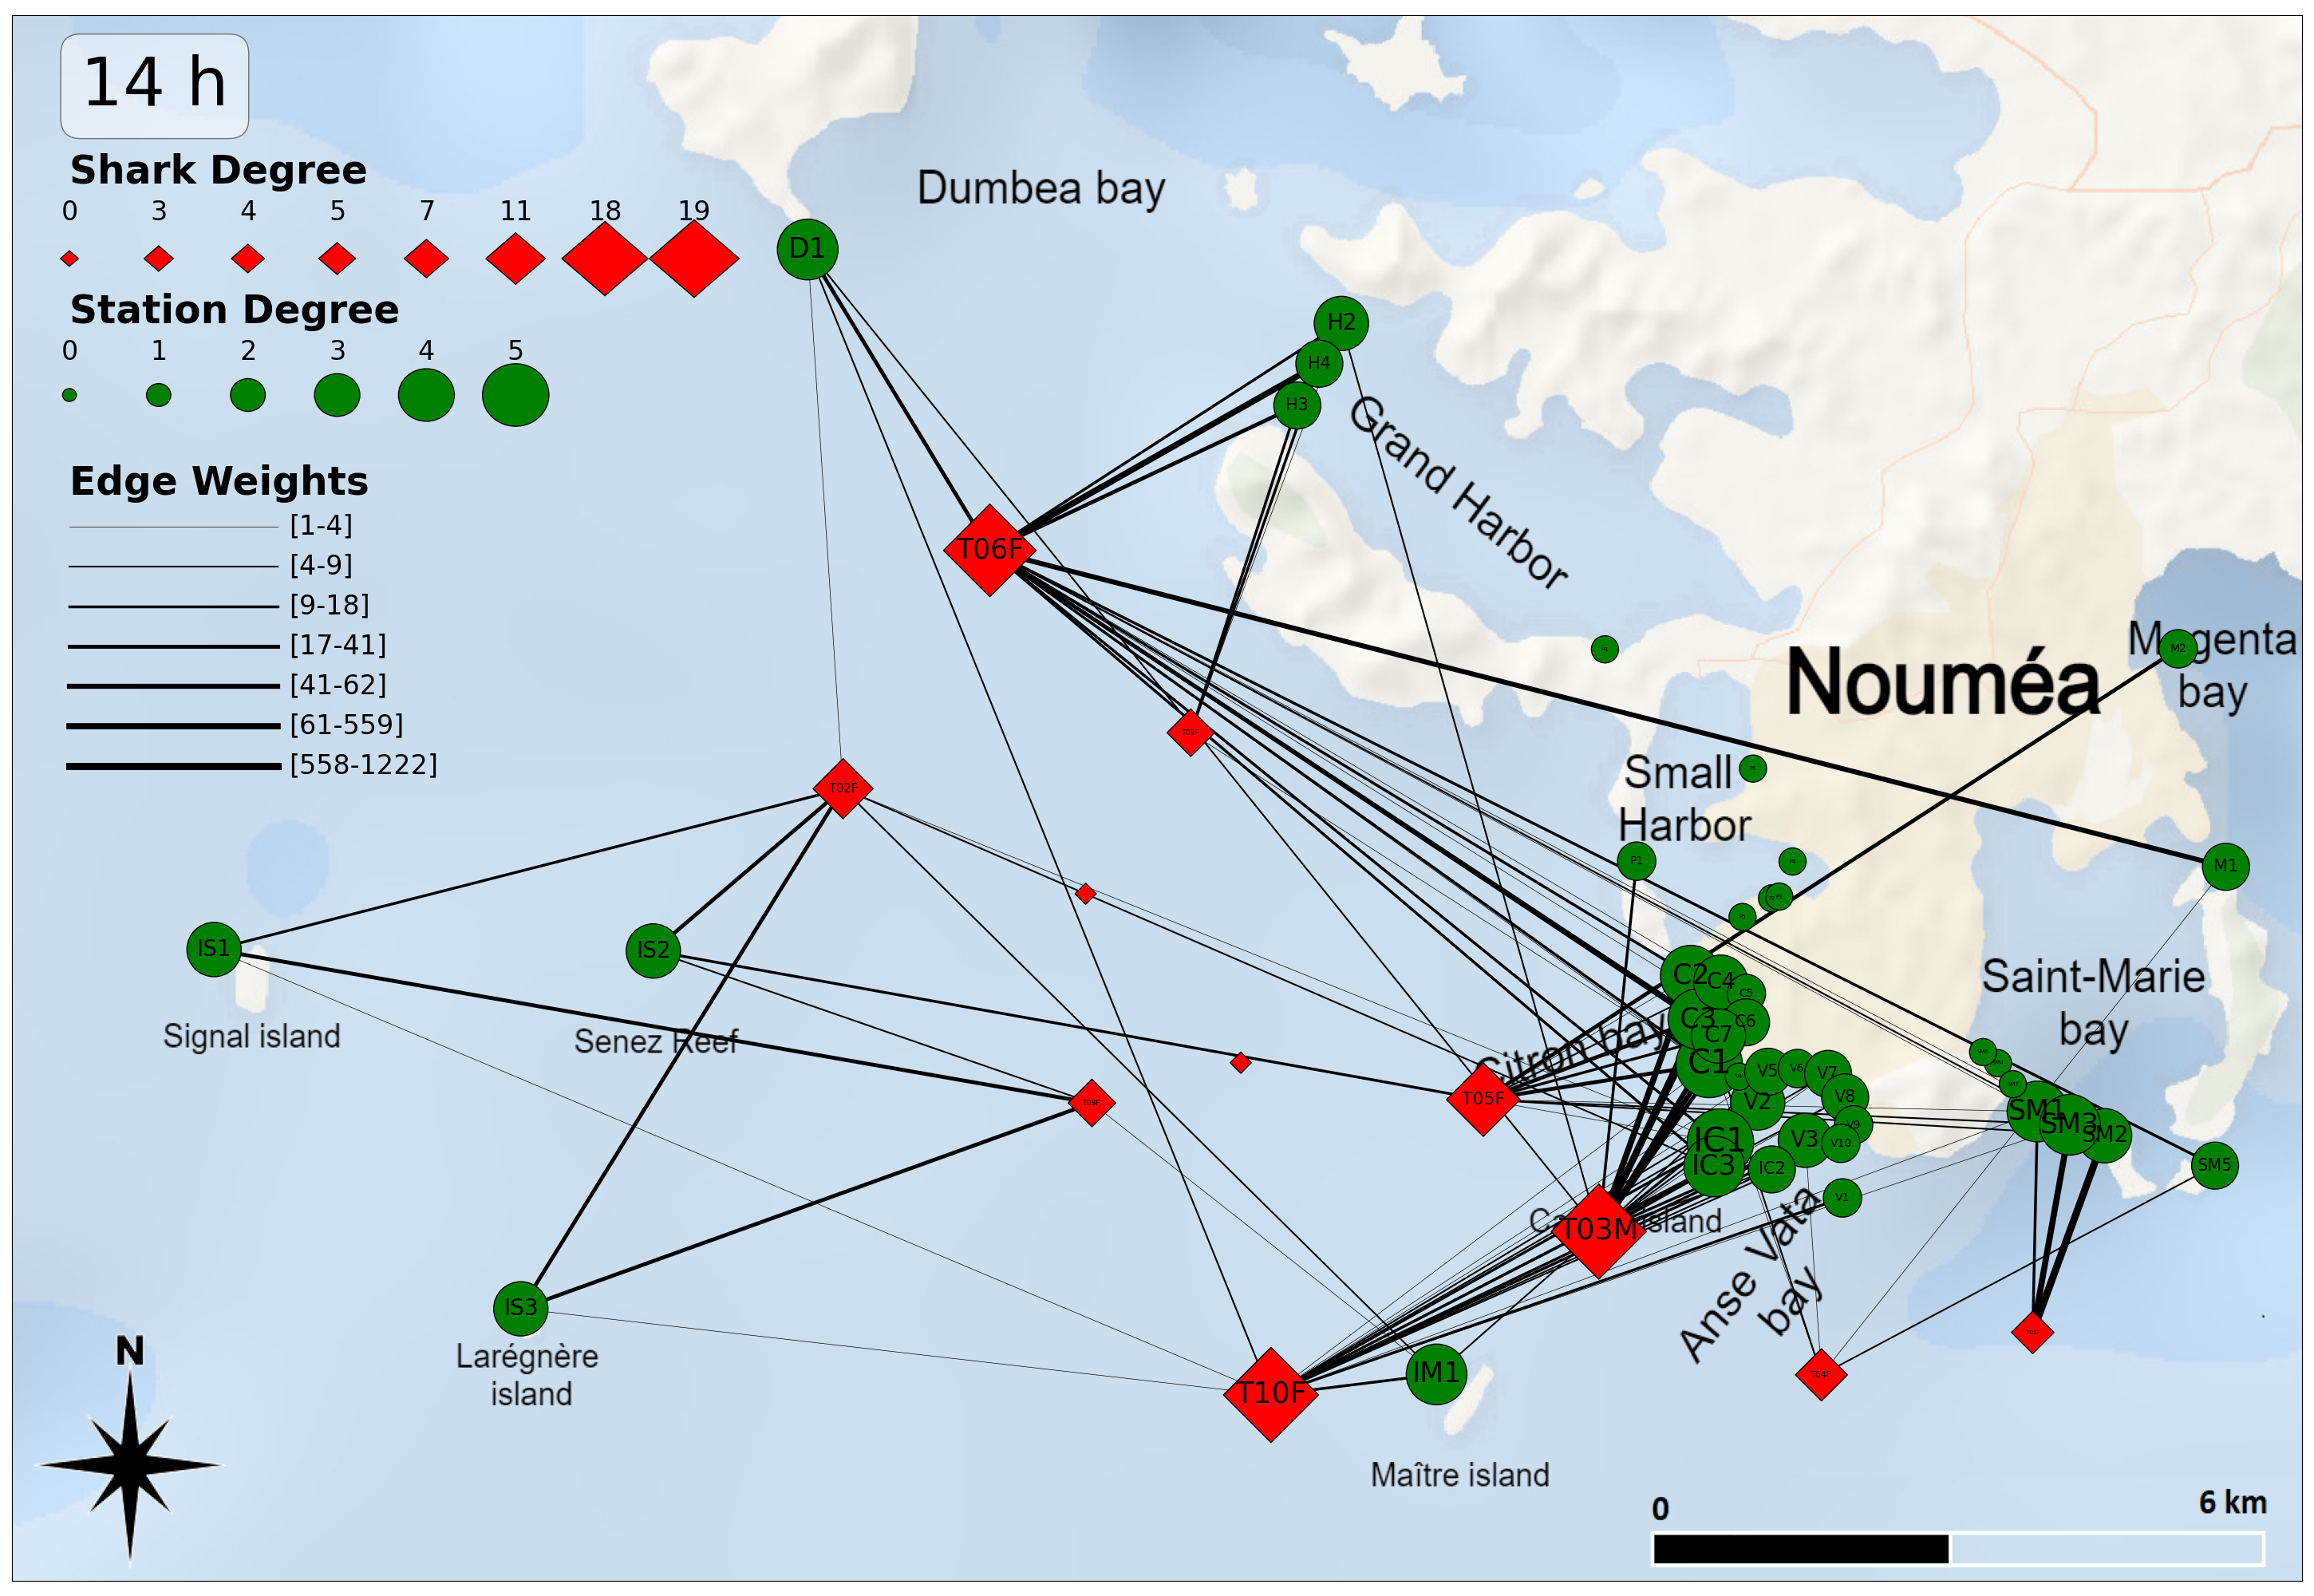 14 h
Shark Degree
0 3 4 5 7 11 18 19
Station Degree
0 1 2 3 4 5
Edge Weights
[1-4]
[4-9]
[9-18]
[17-41]
[41-62]
[61-559]
[558-1222]
D1
Dumbea bay
H2
H4
H3
Grand Harbor
T06F
Nouméa
Magenta
bay
M2
T09F
T02F
Small
Harbor
P1
M1
IS1
IS2
Signal island
Senez Reef
C2
C4
C5
C3
C6
C7
C1
Citron bay
Saint-Marie
bay
T05F
T08F
V5
V6
V7
V8
V2
V9
V3
V10
IC1
IC3
IC2
V1
SM1
SM3
SM2
SM5
T03M
island
Anse Vata
bay
IS3
Larégnère
island
T10F
IM1
T04F
Maître island
N
0 6 km